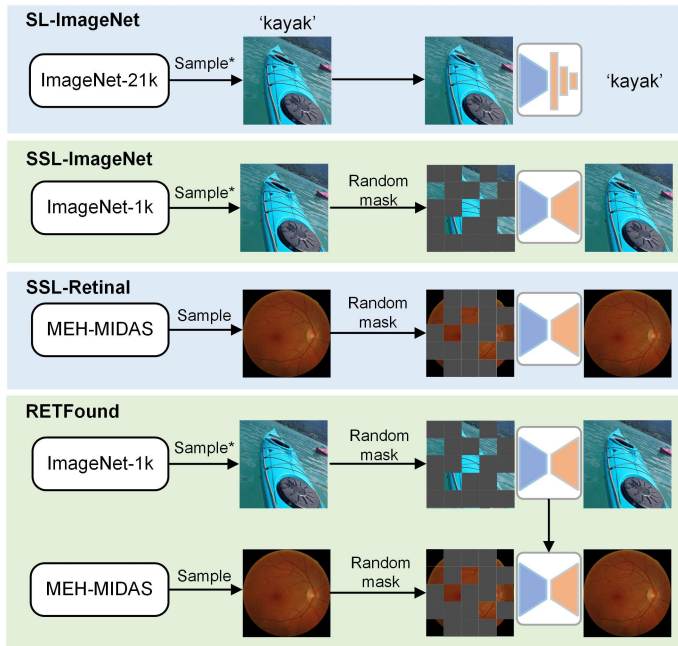 SL-ImageNet
‘kayak’
ImageNet-21k
Sample*
‘kayak’
SSL-ImageNet
ImageNet-1k
Sample*
Random
mask
SSL-Retinal
MEH-MIDAS
Sample
Random
mask
RETFound
ImageNet-1k
Sample*
Random
mask
MEH-MIDAS
Sample
Random
mask